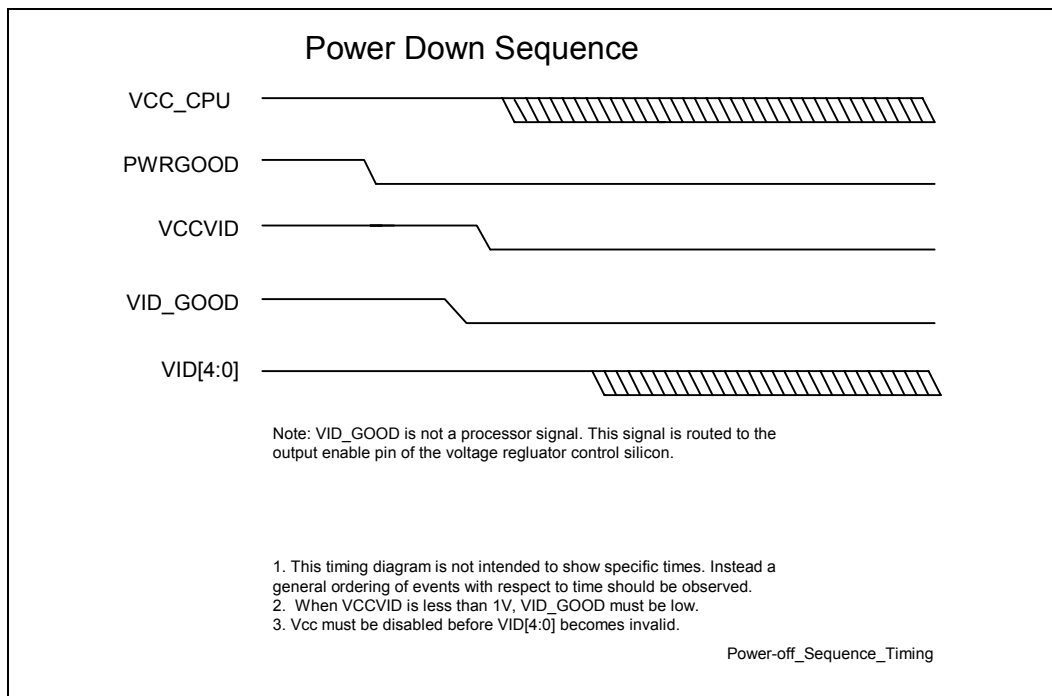 Power Down Sequence
VCC_CPU
PWRGOOD
VCCVID
VID_GOOD
VID[4:0]
Note: VID_GOOD is not a processor signal. This signal is routed to the
output enable pin of the voltage regluator control silicon.
1. This timing diagram is not intended to show specific times. Instead a
general ordering of events with respect to time should be observed.
2.  When VCCVID is less than 1V, VID_GOOD must be low.
3. Vcc must be disabled before VID[4:0] becomes invalid.
Power-off_Sequence_Timing